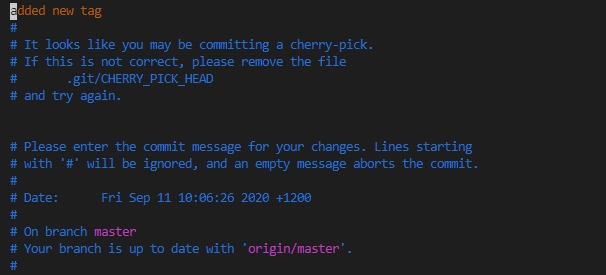 added new tag
#
# It looks like you may be committing a cherry-pick.
# If this is not correct, please remove the file
#       .git/CHERRY_PICK_HEAD
# and try again.


# Please enter the commit message for your changes. Lines starting
# with '#' will be ignored, and an empty message aborts the commit.
#
# Date:      Fri Sep 11 10:06:26 2020 +1200
#
# On branch master
# Your branch is up to date with 'origin/master'.
#